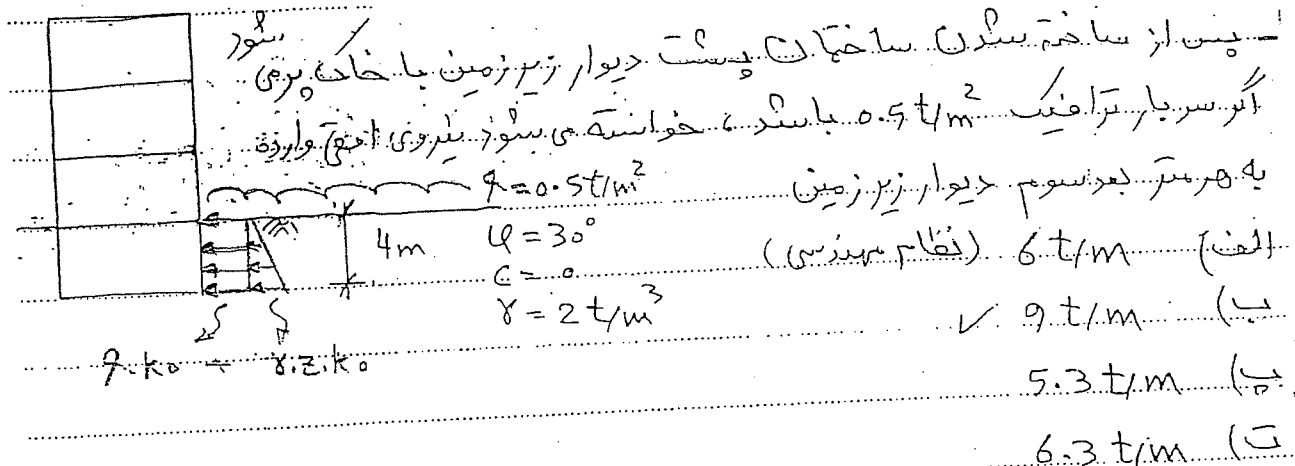 - پس از ساخته شدن ساختمان پشت دیوار زیرزمین با خاک پر می شود
اگر سربار ترافیک 0.5 t/m² باشد، خواسته می شود نیروی افقی وارده
به هر متر بعد سوم دیوار زیرزمین
q = 0.5 t/m²
4m
φ = 30°
c = 0
γ = 2 t/m³
q.k₀ + γ.z.k₀
الف) 6 t/m (نظام مهندسی)
ب) 9 t/m ✓
پ) 5.3 t/m
ت) 6.3 t/m